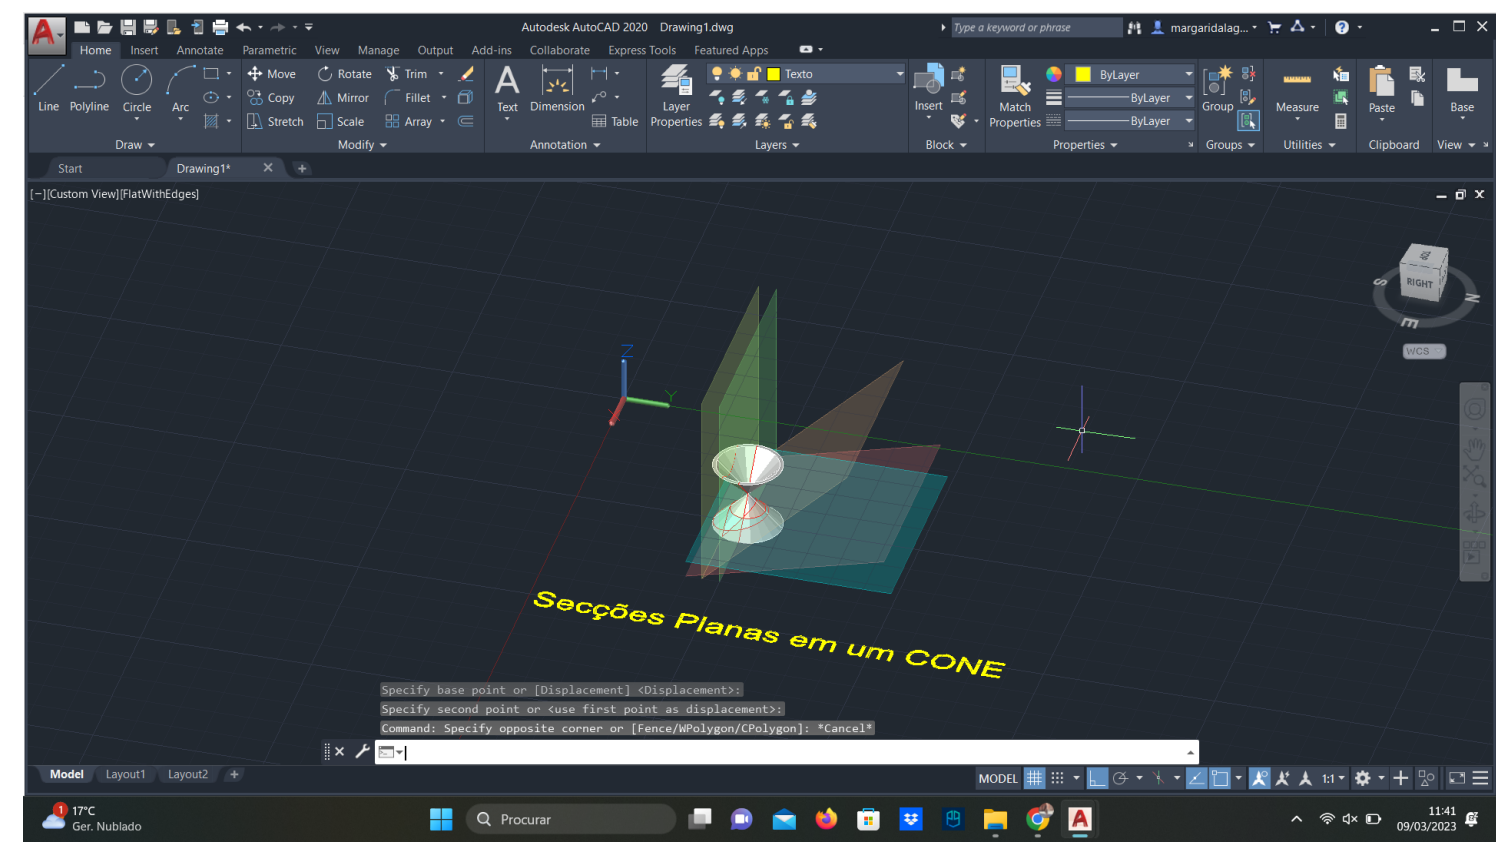 Autodesk AutoCAD 2020 Drawing1.dwg
Type a keyword or phrase
margaridalag...
Home Insert Annotate Parametric View Manage Output Add-ins Collaborate Express Tools Featured Apps
Line Polyline Circle Arc
Draw
Move Rotate Trim
Copy Mirror Fillet
Stretch Scale Array
Modify
Text Dimension
Table
Annotation
Layer
Properties
Texto
Layers
Insert
Block
Match
Properties
ByLayer
ByLayer
ByLayer
Properties
Group
Groups
Measure
Utilities
Paste
Clipboard
Base
View
Start Drawing1* +
[−][Custom View][FlatWithEdges]
TOP
RIGHT
S
N
E
WCS
Z
Y
Secções Planas em um CONE
Specify base point or [Displacement] <Displacement>:
Specify second point or <use first point as displacement>:
Command: Specify opposite corner or [Fence/WPolygon/CPolygon]: *Cancel*
Model Layout1 Layout2 +
MODEL
1:1
1
17°C
Ger. Nublado
Procurar
11:41
09/03/2023